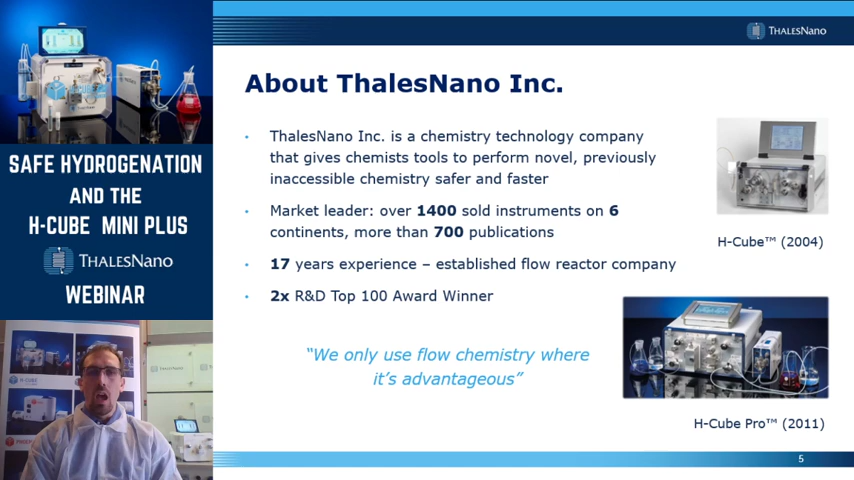 SAFE HYDROGENATION
AND THE
H-CUBE MINI PLUS
THALESNANO
WEBINAR
THALESNANO
About ThalesNano Inc.
• ThalesNano Inc. is a chemistry technology company
that gives chemists tools to perform novel, previously
inaccessible chemistry safer and faster
• Market leader: over 1400 sold instruments on 6
continents, more than 700 publications
• 17 years experience – established flow reactor company
• 2x R&D Top 100 Award Winner
“We only use flow chemistry where
it’s advantageous”
H-Cube™ (2004)
H-Cube Pro™ (2011)
5